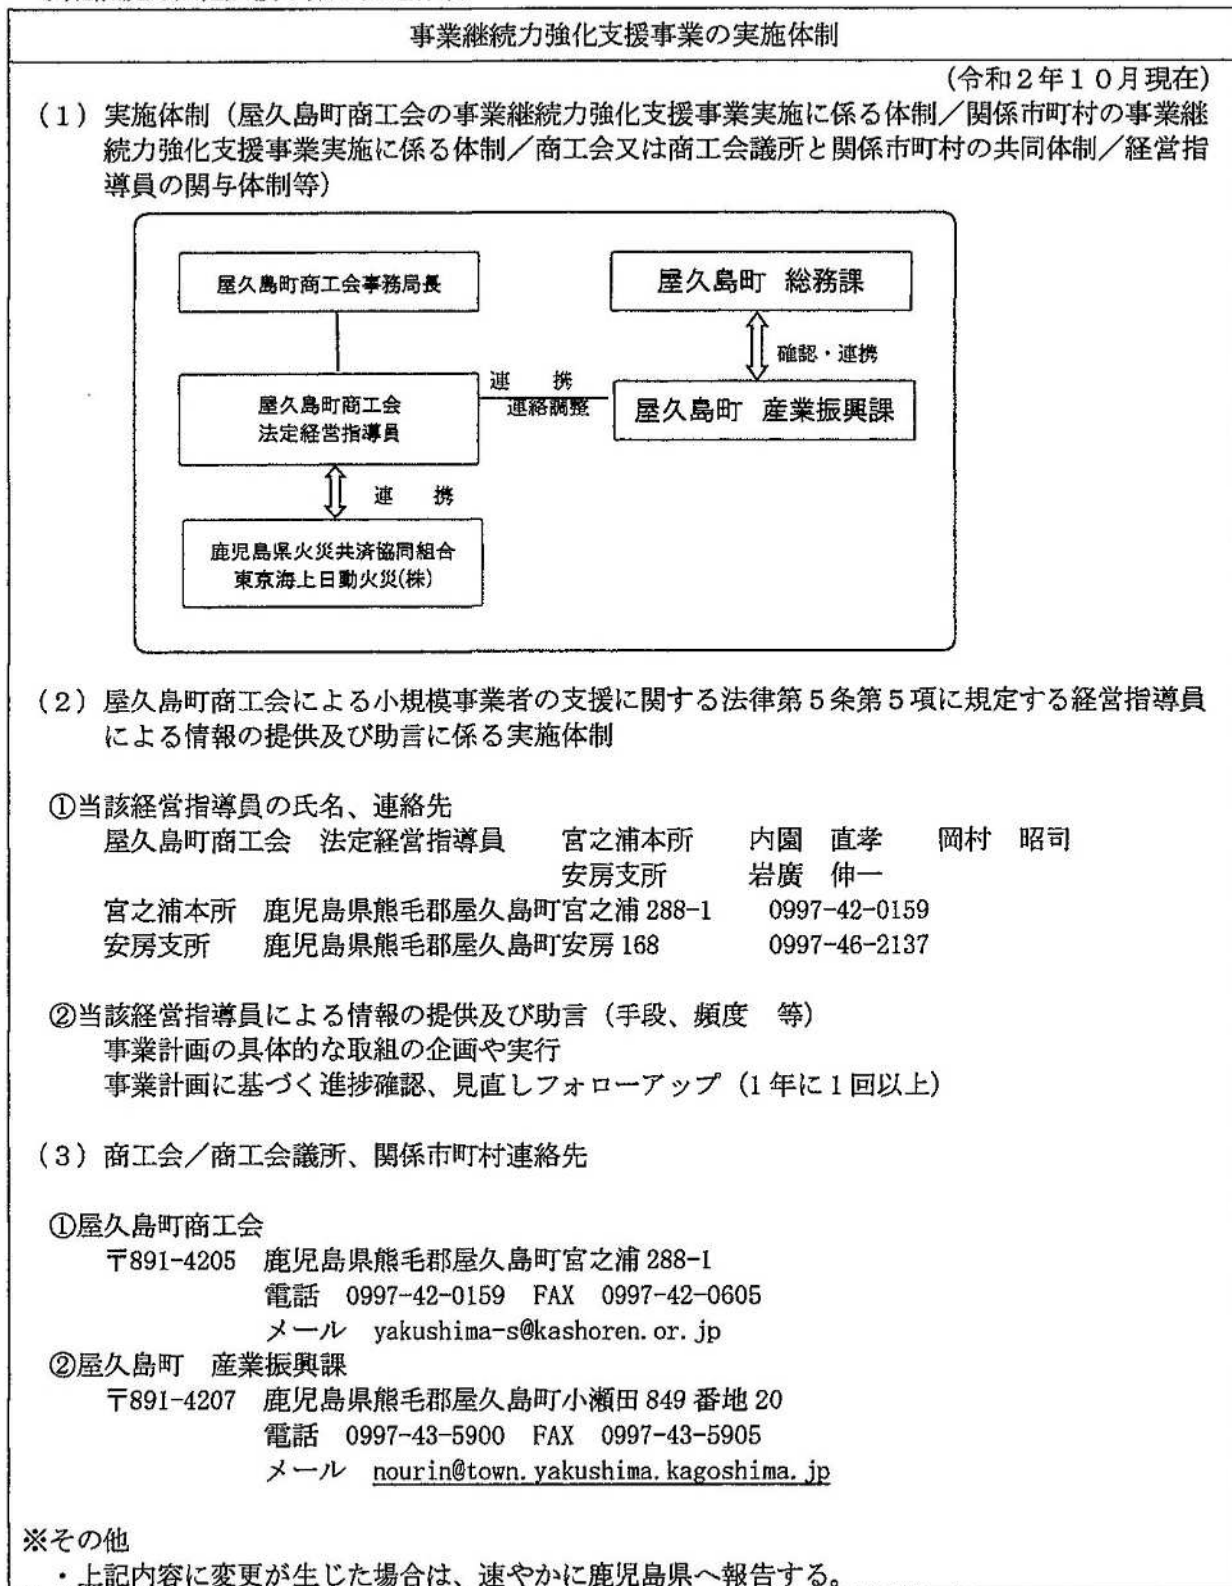 事業継続力強化支援事業の実施体制
(令和2年10月現在)
(1) 実施体制(屋久島町商工会の事業継続力強化支援事業実施に係る体制/関係市町村の事業継
続力強化支援事業実施に係る体制/商工会又は商工会議所と関係市町村の共同体制/経営指
導員の関与体制等)
屋久島町商工会事務局長
屋久島町 総務課
確認・連携
屋久島町商工会
法定経営指導員
連 携
連絡調整
屋久島町 産業振興課
連 携
鹿児島県火災共済協同組合
東京海上日動火災(株)
(2) 屋久島町商工会による小規模事業者の支援に関する法律第5条第5項に規定する経営指導員
による情報の提供及び助言に係る実施体制
①当該経営指導員の氏名、連絡先
屋久島町商工会 法定経営指導員 宮之浦本所 内園 直孝 岡村 昭司
安房支所 岩廣 伸一
宮之浦本所 鹿児島県熊毛郡屋久島町宮之浦 288-1 0997-42-0159
安房支所 鹿児島県熊毛郡屋久島町安房 168 0997-46-2137
②当該経営指導員による情報の提供及び助言(手段、頻度 等)
事業計画の具体的な取組の企画や実行
事業計画に基づく進捗確認、見直しフォローアップ(1年に1回以上)
(3) 商工会/商工会議所、関係市町村連絡先
①屋久島町商工会
〒891-4205 鹿児島県熊毛郡屋久島町宮之浦 288-1
電話 0997-42-0159 FAX 0997-42-0605
メール yakushima-s@kashoren.or.jp
②屋久島町 産業振興課
〒891-4207 鹿児島県熊毛郡屋久島町小瀬田 849 番地 20
電話 0997-43-5900 FAX 0997-43-5905
メール nourin@town.yakushima.kagoshima.jp
※その他
・上記内容に変更が生じた場合は、速やかに鹿児島県へ報告する。